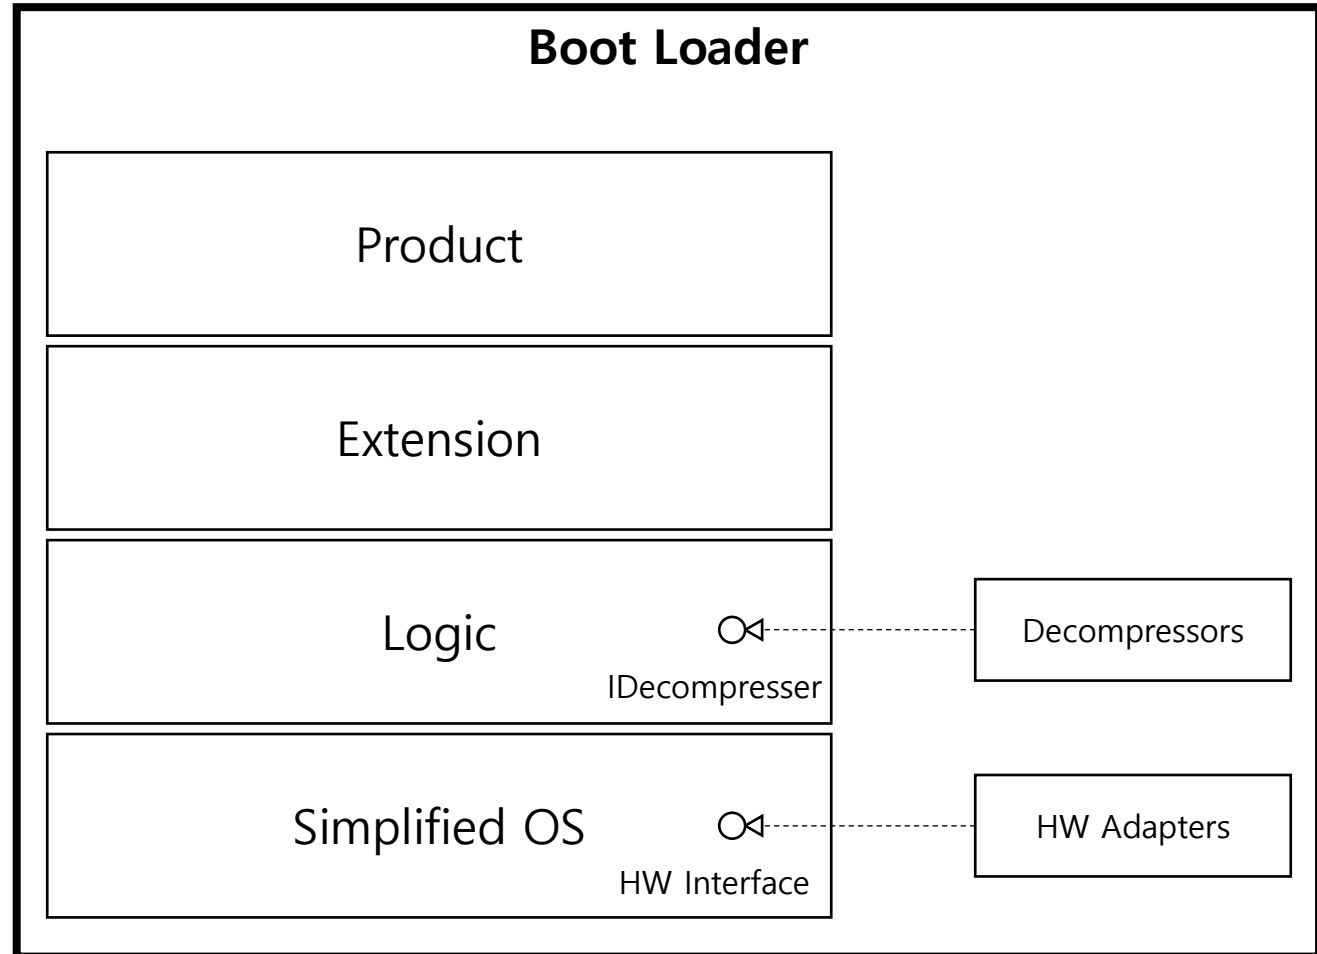 Boot Loader
Product
Extension
Logic
IDecompresser
Decompressors
Simplified OS
HW Interface
HW Adapters